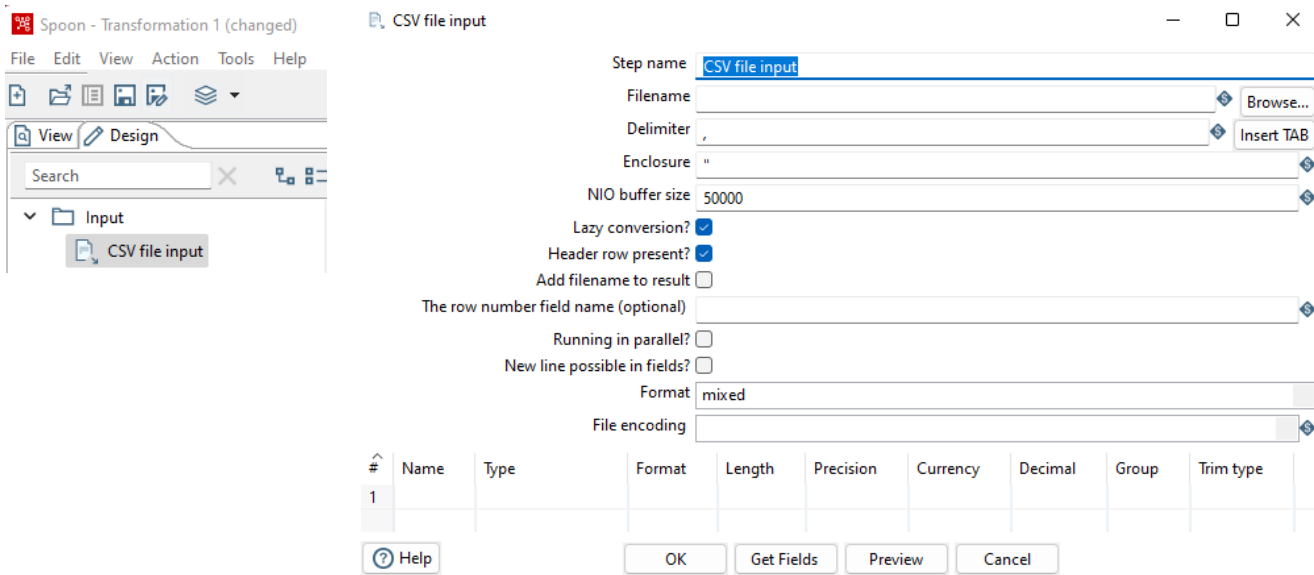 Spoon - Transformation 1 (changed)
File Edit View Action Tools Help
View Design
Search
Input
CSV file input
CSV file input
Step name CSV file input
Filename Browse...
Delimiter , Insert TAB
Enclosure "
NIO buffer size 50000
Lazy conversion?
Header row present?
Add filename to result
The row number field name (optional)
Running in parallel?
New line possible in fields?
Format mixed
File encoding
# Name Type Format Length Precision Currency Decimal Group Trim type
1
Help OK Get Fields Preview Cancel